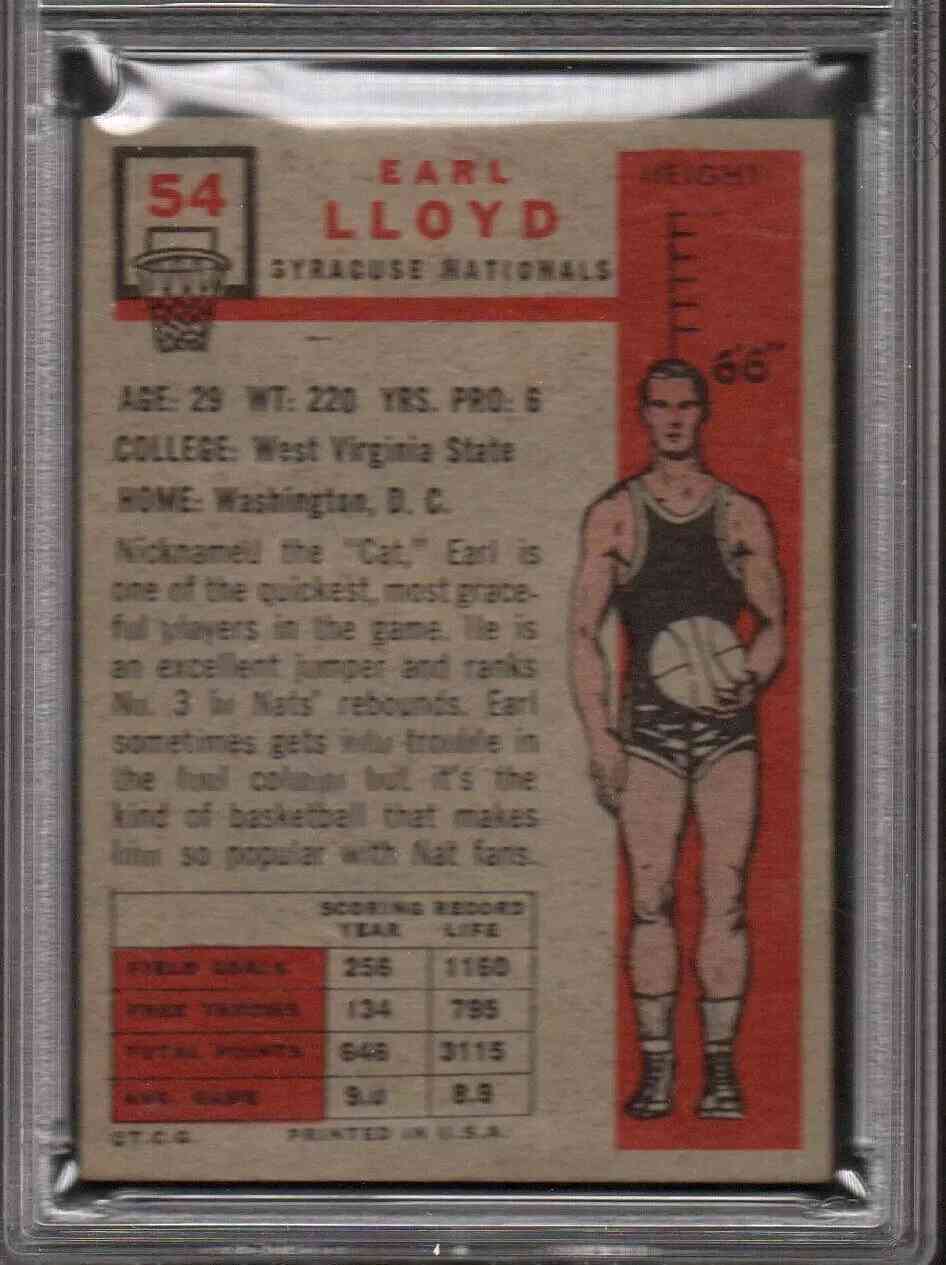 54
EARL
LLOYD
SYRACUSE NATIONALS
HEIGHT
6'6"
AGE: 29 WT: 220 YRS. PRO: 6
COLLEGE: West Virginia State
HOME: Washington, D. C.
Nicknamed the "Cat," Earl is
one of the quickest, most grace-
ful players in the game. He is
an excellent jumper and ranks
No. 3 in Nats' rebounds. Earl
sometimes gets into trouble in
the foul column but it's the
kind of basketball that makes
him so popular with Nat fans.
SCORING RECORD
YEAR LIFE
FIELD GOALS 256 1160
FREE THROWS 134 795
TOTAL POINTS 646 3115
AVG. GAME 9.0 8.9
©T.C.G. PRINTED IN U.S.A.